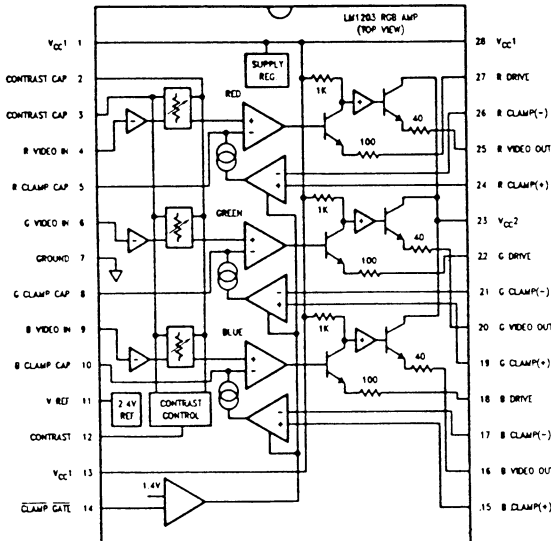 LM1203 RGB AMP
(TOP VIEW)
VCC1 1
CONTRAST CAP 2
CONTRAST CAP 3
R VIDEO IN 4
R CLAMP CAP 5
G VIDEO IN 6
GROUND 7
G CLAMP CAP 8
B VIDEO IN 9
B CLAMP CAP 10
V REF 11
CONTRAST 12
VCC1 13
CLAMP GATE 14
SUPPLY
REG.
RED
GREEN
BLUE
2.4V
REF
CONTRAST
CONTROL
1.4V
1K
40
100
1K
40
100
1K
40
100
28 VCC1
27 R DRIVE
26 R CLAMP(-)
25 R VIDEO OUT
24 R CLAMP(+)
23 VCC2
22 G DRIVE
21 G CLAMP(-)
20 G VIDEO OUT
19 G CLAMP(+)
18 B DRIVE
17 B CLAMP(-)
16 B VIDEO OUT
15 B CLAMP(+)